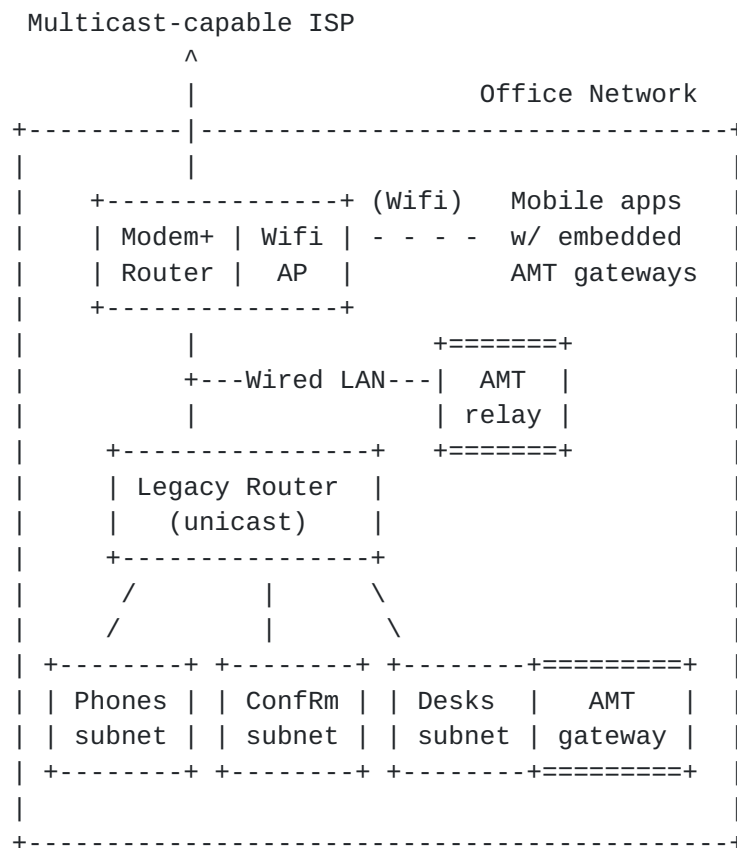 Multicast-capable ISP
Office Network
(Wifi) Mobile apps
Modem+ | Wifi | - - - - w/ embedded
Router | AP | AMT gateways
+---Wired LAN---| AMT
relay
Legacy Router
(unicast)
Phones | | ConfRm | | Desks | AMT
subnet | | subnet | | subnet | gateway